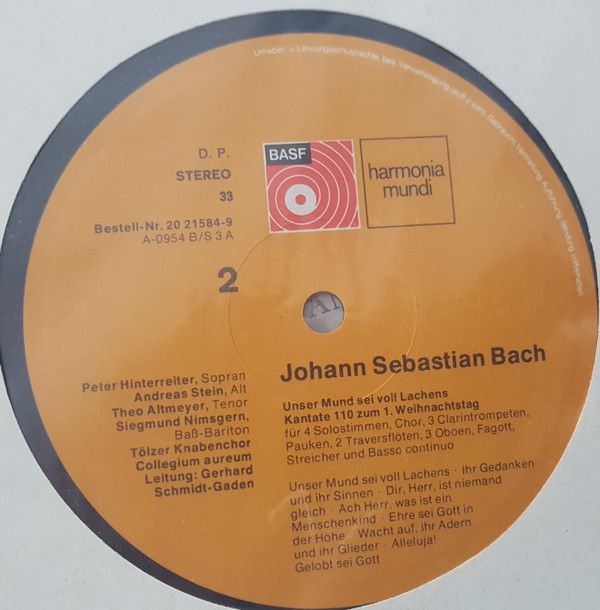 Urheber- u. Leistungsschutzrechte, bes. Vervielfältigung (auch z. pers. Gebrauch), Vermietung, Aufführung, Sendung vorbehalten
D. P.
STEREO
33
BASF
harmonia
mundi
Bestell-Nr. 20 21584-9
A-0954 B/S 3 A
2
Johann Sebastian Bach
Peter Hinterreiter, Sopran
Andreas Stein, Alt
Theo Altmeyer, Tenor
Siegmund Nimsgern,
Baß-Bariton
Tölzer Knabenchor
Collegium aureum
Leitung: Gerhard
Schmidt-Gaden
Unser Mund sei voll Lachens
Kantate 110 zum 1. Weihnachtstag
für 4 Solostimmen, Chor, 3 Clarintrompeten,
Pauken, 2 Traversflöten, 3 Oboen, Fagott,
Streicher und Basso continuo
Unser Mund sei voll Lachens · Ihr Gedanken
und ihr Sinnen · Dir, Herr, ist niemand
gleich · Ach Herr, was ist ein
Menschenkind · Ehre sei Gott in
der Höhe · Wacht auf, ihr Adern
und ihr Glieder · Alleluja!
Gelobt sei Gott